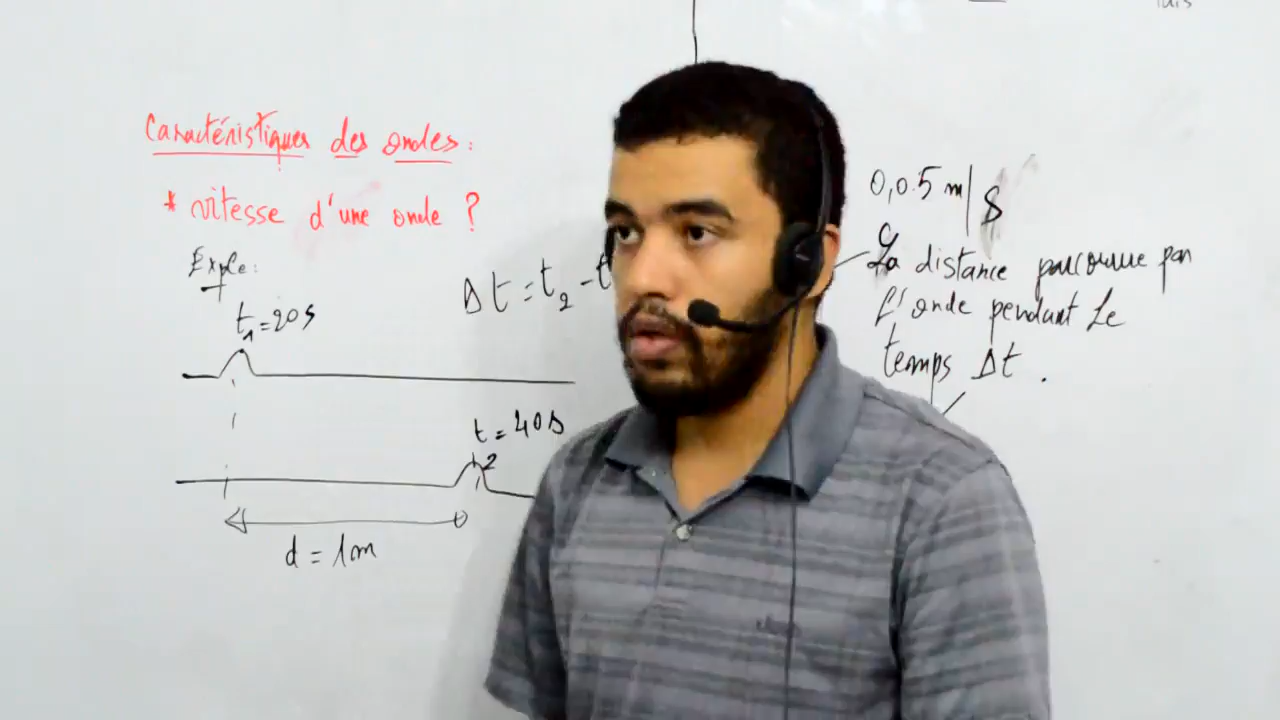 Caractéristiques des ondes :
* vitesse d'une onde ?
Exple :
t1 = 20s
Δt = t2 - t
t2 = 40s
d = 1m
0,05 m/s
La distance parcourue par
l'onde pendant le
temps Δt .